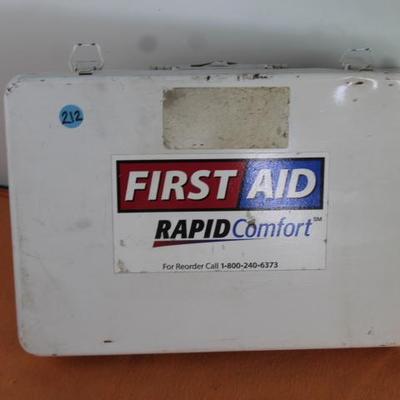 212
FIRST AID
RAPIDComfort℠
For Reorder Call 1-800-240-6373